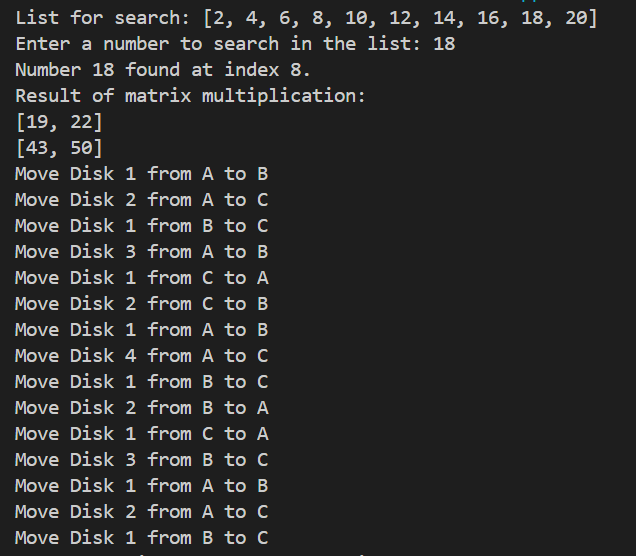 List for search: [2, 4, 6, 8, 10, 12, 14, 16, 18, 20]
Enter a number to search in the list: 18
Number 18 found at index 8.
Result of matrix multiplication:
[19, 22]
[43, 50]
Move Disk 1 from A to B
Move Disk 2 from A to C
Move Disk 1 from B to C
Move Disk 3 from A to B
Move Disk 1 from C to A
Move Disk 2 from C to B
Move Disk 1 from A to B
Move Disk 4 from A to C
Move Disk 1 from B to C
Move Disk 2 from B to A
Move Disk 1 from C to A
Move Disk 3 from B to C
Move Disk 1 from A to B
Move Disk 2 from A to C
Move Disk 1 from B to C